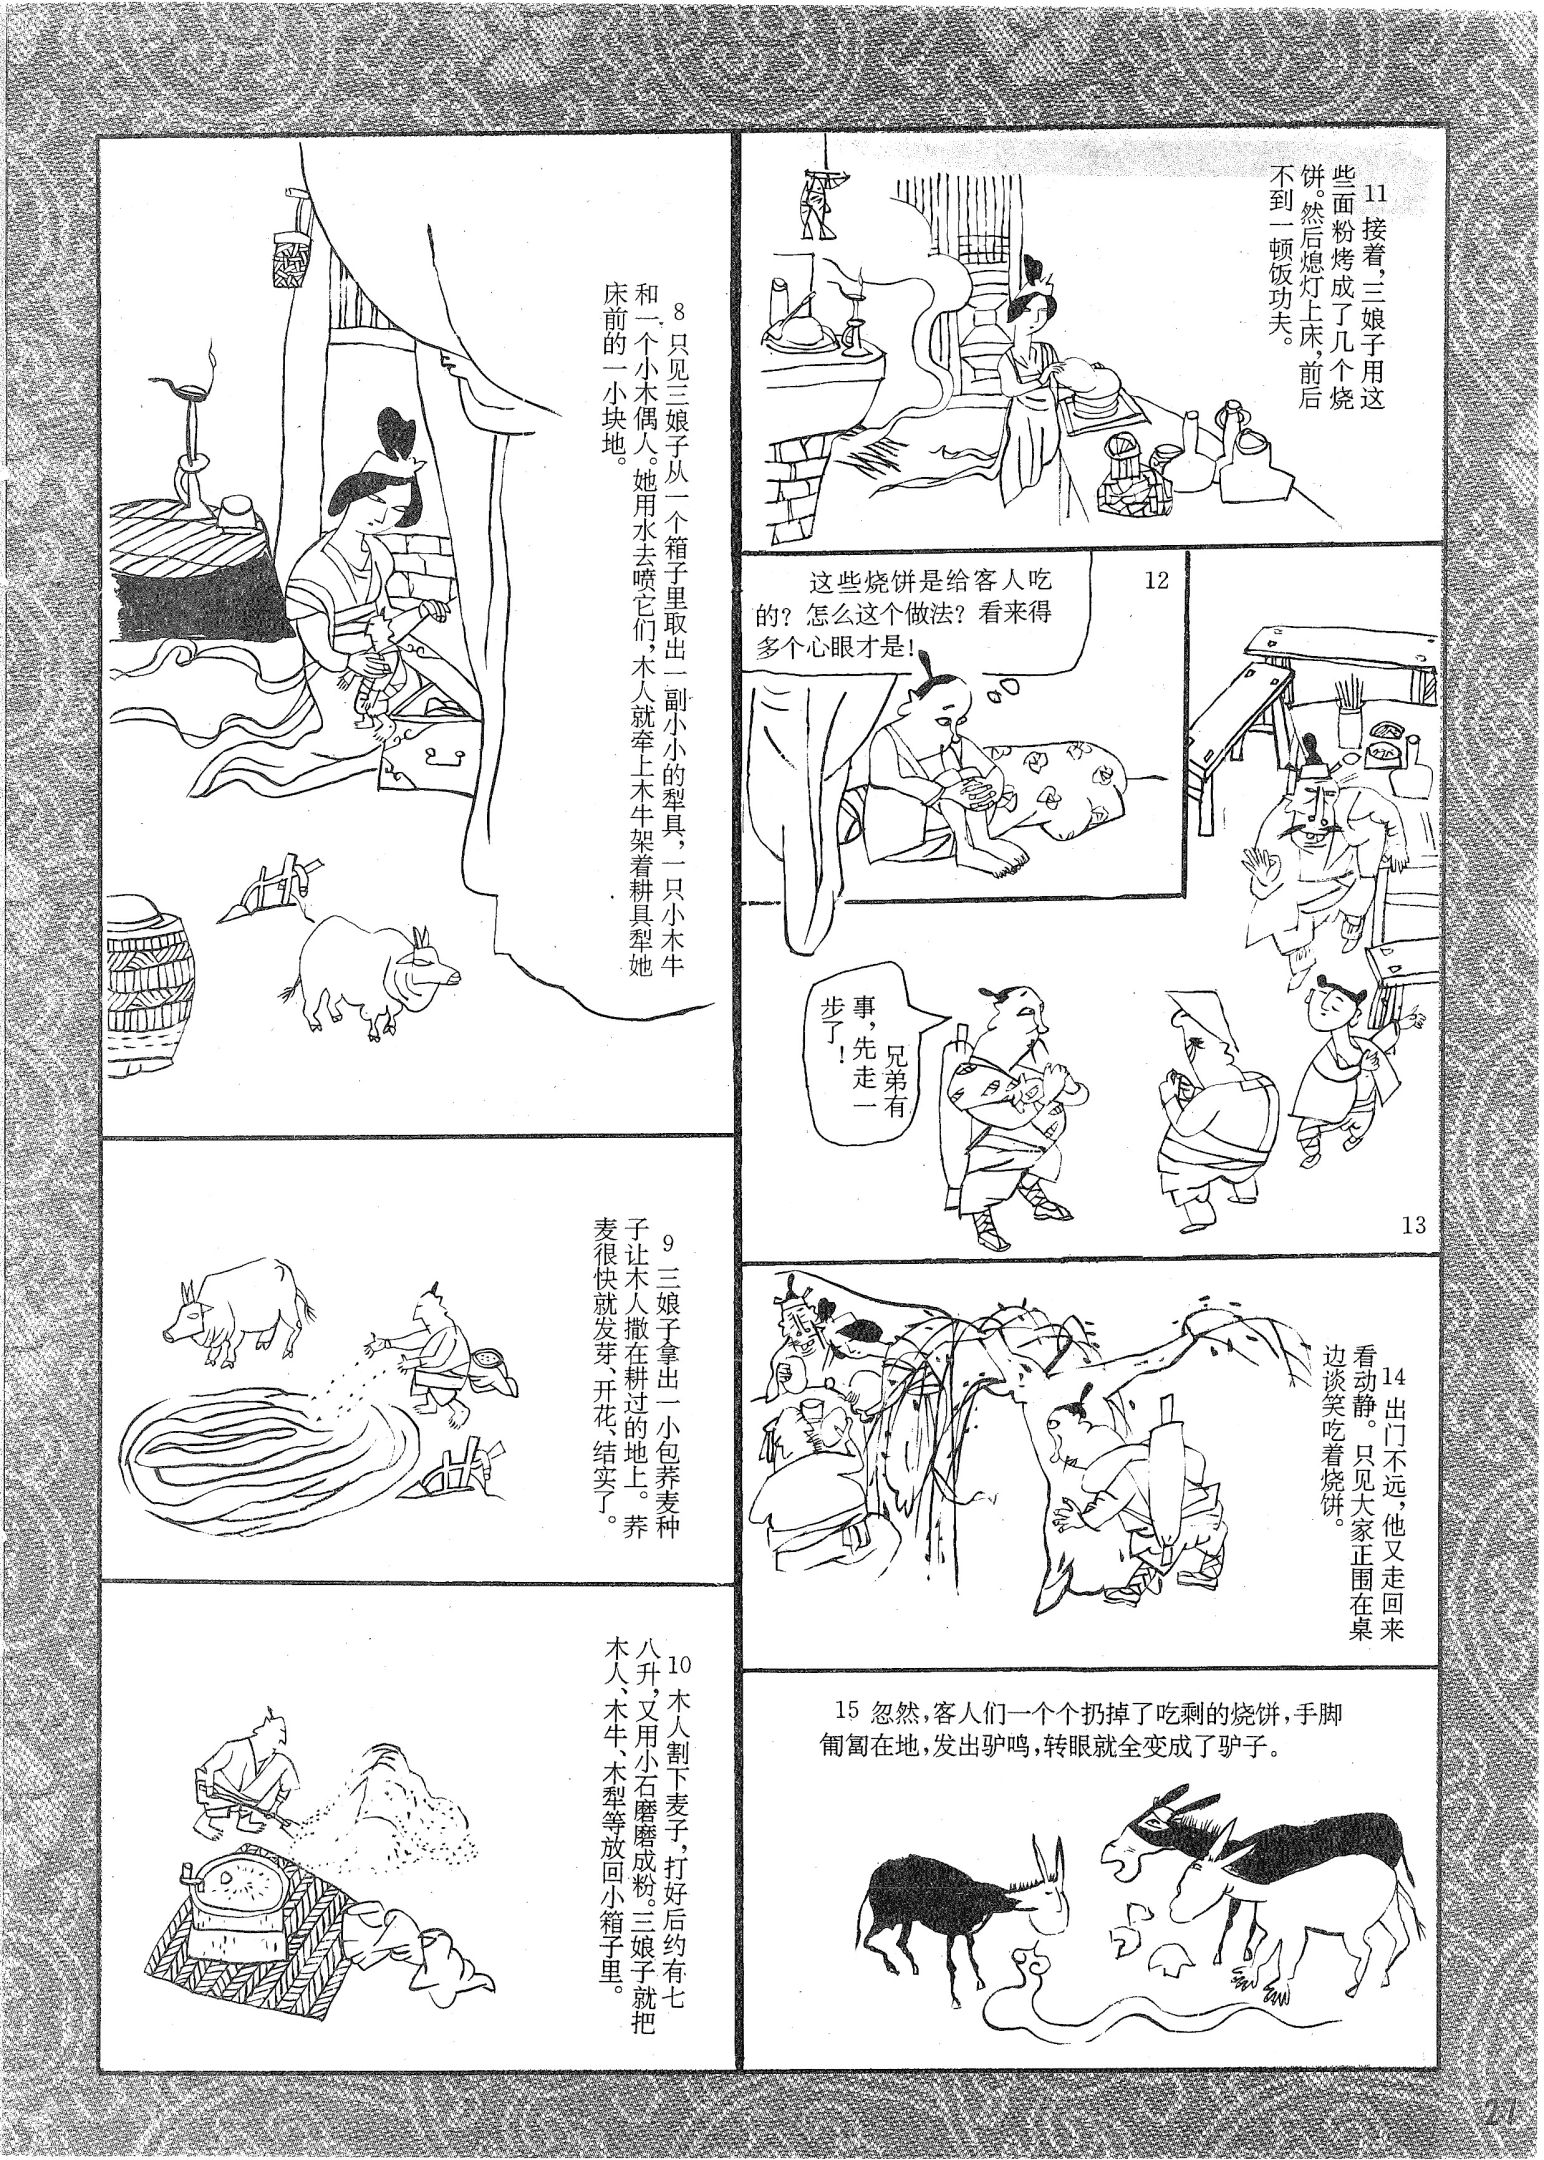 8 只见三娘子从一个箱子里取出一副小小的犁具，一只小木牛
和一个小木偶人。她用水去喷它们，木人就牵上木牛架着耕具犁她
床前的一小块地。
9 三娘子拿出一小包荞麦种
子让木人撒在耕过的地上。荞
麦很快就发芽、开花、结实了。
10 木人割下麦子，打好后约有七
八升，又用小石磨磨成粉。三娘子就把
木人、木牛、木犁等放回小箱子里。
11 接着，三娘子用这
些面粉烤成了几个烧
饼。然后熄灯上床，前后
不到一顿饭功夫。
12
这些烧饼是给客人吃
的？怎么这个做法？看来得
多个心眼才是！
兄弟有
事，先走一
步了！
13
14 出门不远，他又走回来
看动静。只见大家正围在桌
边谈笑吃着烧饼。
15 忽然，客人们一个个扔掉了吃剩的烧饼，手脚
匍匐在地，发出驴鸣，转眼就全变成了驴子。
21